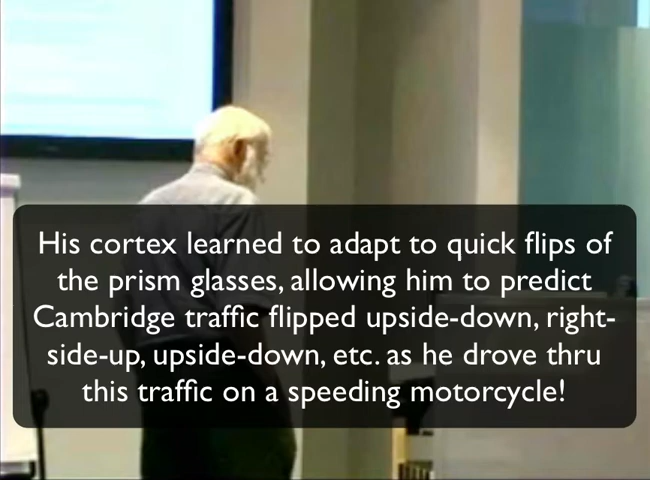 His cortex learned to adapt to quick flips of
the prism glasses, allowing him to predict
Cambridge traffic flipped upside-down, right-
side-up, upside-down, etc. as he drove thru
this traffic on a speeding motorcycle!